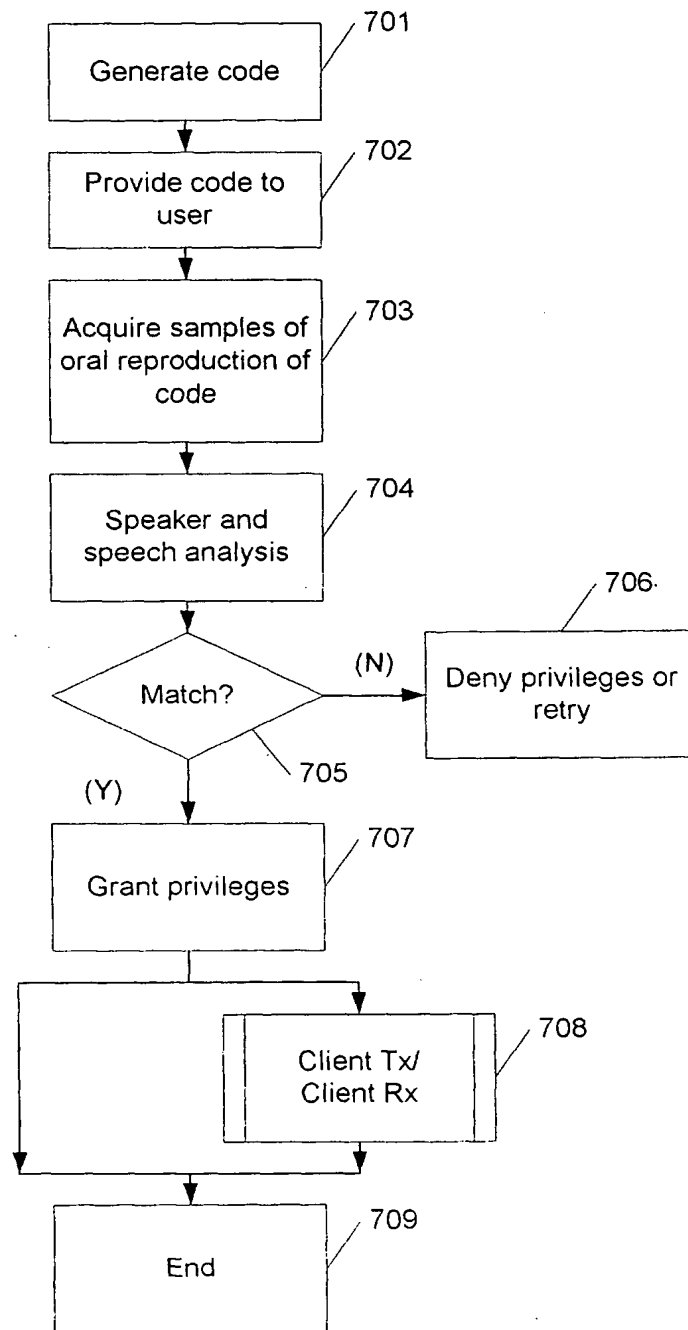 701
Generate code
702
Provide code to
user
703
Acquire samples of
oral reproduction of
code
704
Speaker and
speech analysis
706
(N)
Match?
Deny privileges or
retry
705
(Y)
707
Grant privileges
708
Client Tx/
Client Rx
709
End